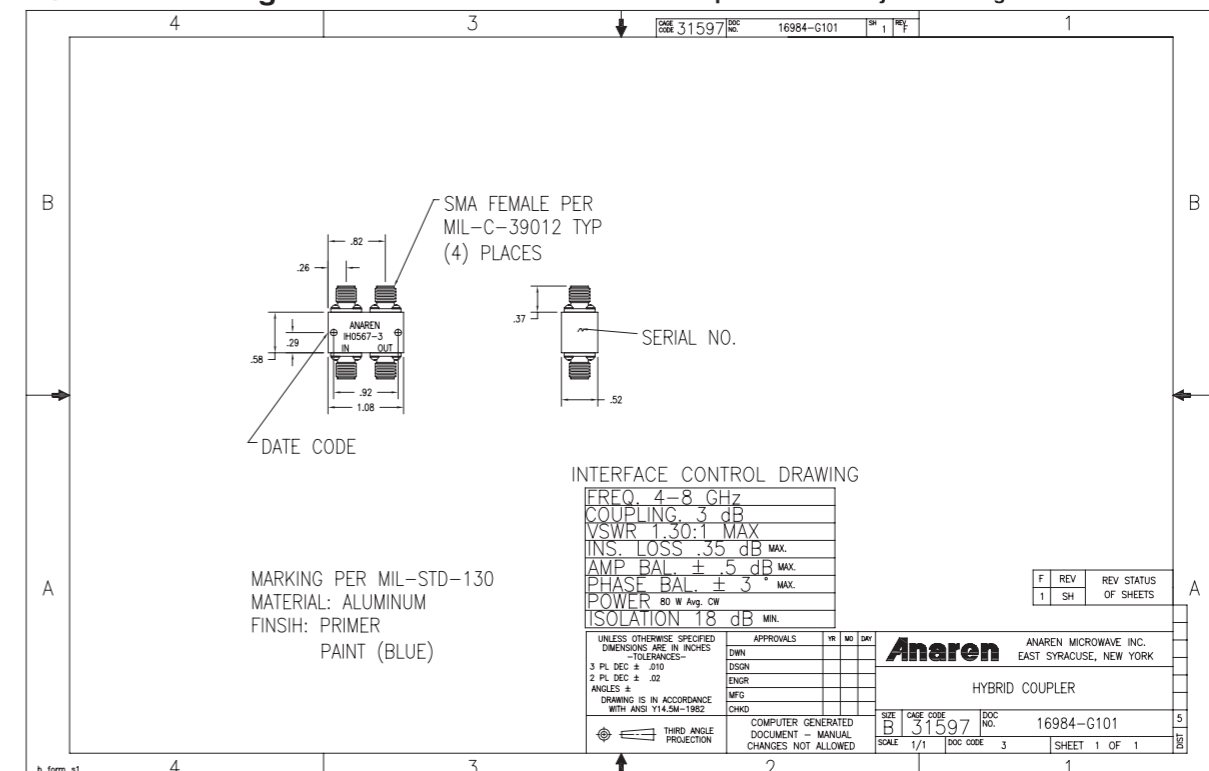 4 3 1
CAGE CODE 31597 DOC NO. 16984-G101 SH 1 REV F
B B
SMA FEMALE PER
MIL-C-39012 TYP
(4) PLACES
.82
.26
ANAREN
IH0567-3
IN OUT
.29
.58
.92
1.08
DATE CODE
.37
SERIAL NO.
.52
INTERFACE CONTROL DRAWING
FREQ. 4-8 GHz
COUPLING. 3 dB
VSWR 1.30:1 MAX
INS. LOSS .35 dB MAX.
AMP BAL. ± .5 dB MAX.
PHASE BAL. ± 3 ° MAX.
POWER 80 W Avg. CW
ISOLATION 18 dB MIN.
A A
MARKING PER MIL-STD-130
MATERIAL: ALUMINUM
FINSIH: PRIMER
PAINT (BLUE)
F REV REV STATUS
1 SH OF SHEETS
UNLESS OTHERWISE SPECIFIED
DIMENSIONS ARE IN INCHES
-TOLERANCES-
3 PL DEC ± .010
2 PL DEC ± .02
ANGLES ±
DRAWING IS IN ACCORDANCE
WITH ANSI Y14.5M-1982
THIRD ANGLE
PROJECTION
APPROVALS YR MO DAY
DWN
DSGN
ENGR
MFG
CHKD
COMPUTER GENERATED
DOCUMENT - MANUAL
CHANGES NOT ALLOWED
Anaren
ANAREN MICROWAVE INC.
EAST SYRACUSE, NEW YORK
HYBRID COUPLER
SIZE B CAGE CODE 31597 DOC NO. 16984-G101
SCALE 1/1 DOC CODE 3 SHEET 1 OF 1
5
DIST
4 3 2 1